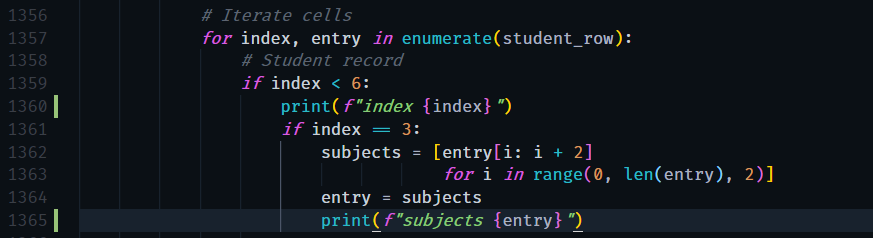 1356 # Iterate cells
1357 for index, entry in enumerate(student_row):
1358 # Student record
1359 if index < 6:
1360 print(f"index {index}")
1361 if index == 3:
1362 subjects = [entry[i: i + 2]
1363 for i in range(0, len(entry), 2)]
1364 entry = subjects
1365 print(f"subjects {entry}")